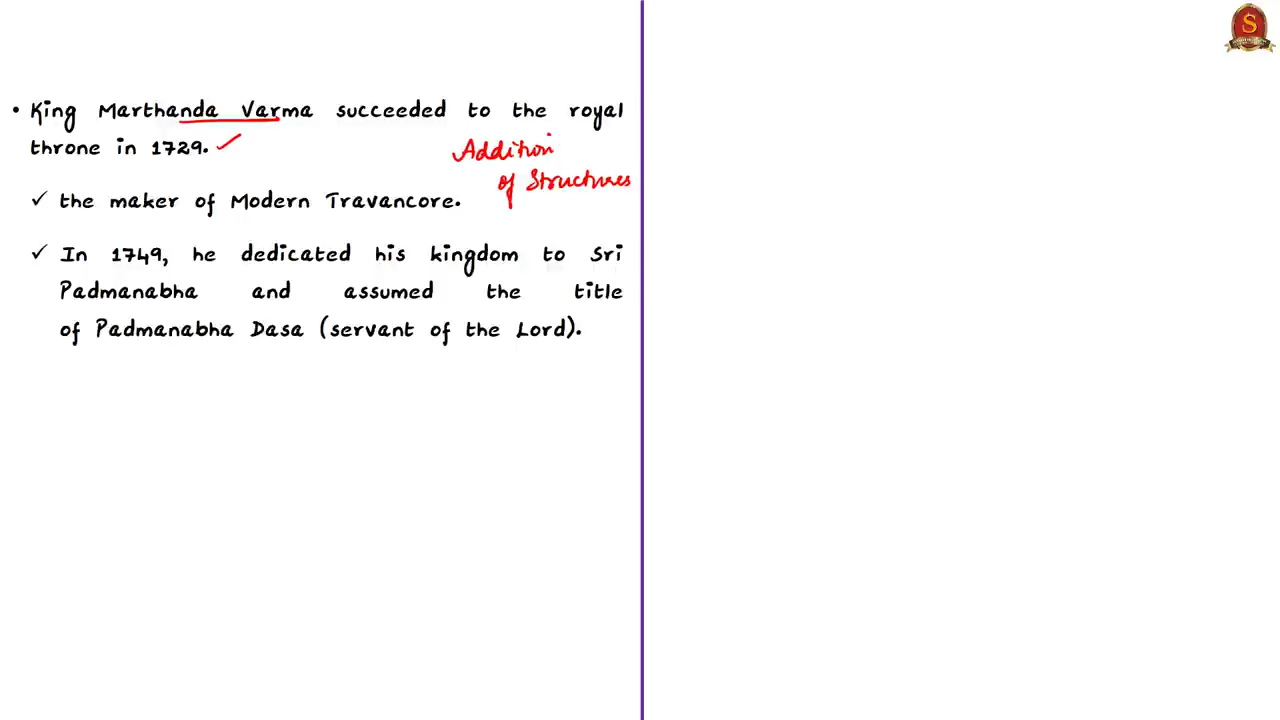 • King Marthanda Varma succeeded to the royal
throne in 1729.
Addition
of Structures
✓ the maker of Modern Travancore.
✓ In 1749, he dedicated his kingdom to Sri
Padmanabha and assumed the title
of Padmanabha Dasa (servant of the Lord).
S